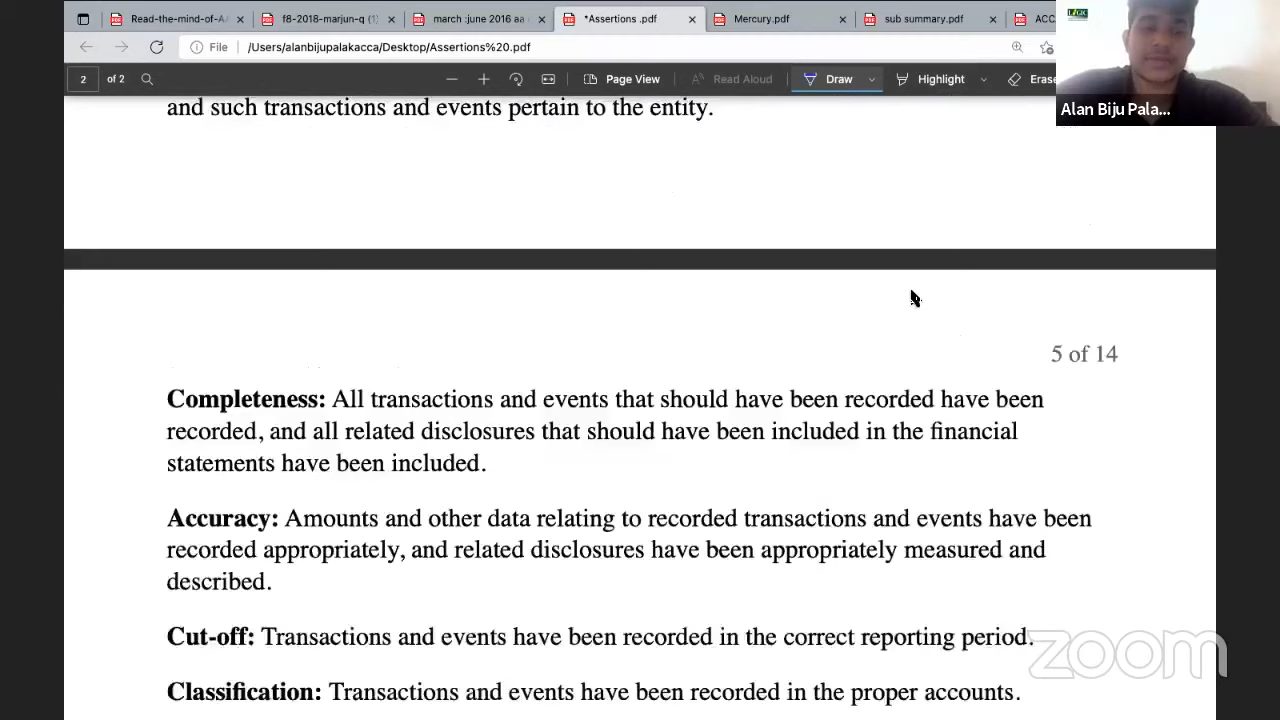 Read-the-mind-of-A
f8-2018-marjun-q (1)
march :june 2016 aa
*Assertions .pdf
Mercury.pdf
sub summary.pdf
ACC
File
/Users/alanbijupalakacca/Desktop/Assertions%20.pdf
2 of 2
Page View
Read Aloud
Draw
Highlight
Erase
LOGIC
Alan Biju Pala...
and such transactions and events pertain to the entity.
5 of 14
Completeness: All transactions and events that should have been recorded have been
recorded, and all related disclosures that should have been included in the financial
statements have been included.
Accuracy: Amounts and other data relating to recorded transactions and events have been
recorded appropriately, and related disclosures have been appropriately measured and
described.
Cut-off: Transactions and events have been recorded in the correct reporting period.
zoom
Classification: Transactions and events have been recorded in the proper accounts.